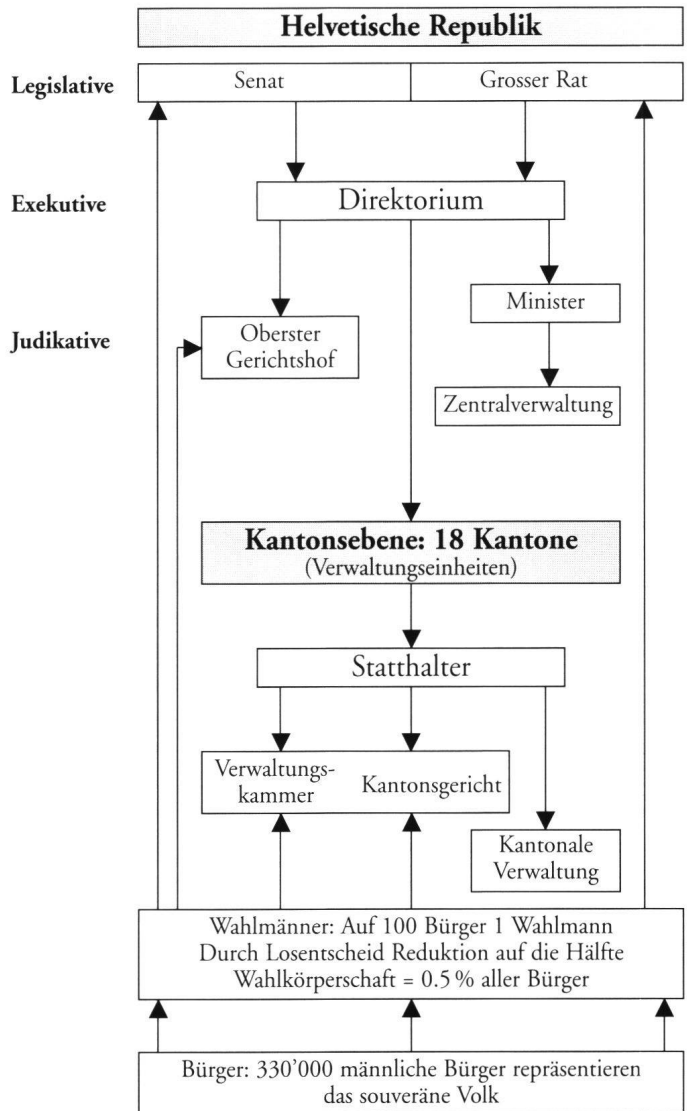 Helvetische Republik
Legislative
Senat
Grosser Rat
Exekutive
Direktorium
Minister
Judikative
Oberster
Gerichtshof
Zentralverwaltung
Kantonsebene: 18 Kantone
(Verwaltungseinheiten)
Statthalter
Verwaltungs-
kammer
Kantonsgericht
Kantonale
Verwaltung
Wahlmänner: Auf 100 Bürger 1 Wahlmann
Durch Losentscheid Reduktion auf die Hälfte
Wahlkörperschaft = 0.5 % aller Bürger
Bürger: 330’000 männliche Bürger repräsentieren
das souveräne Volk